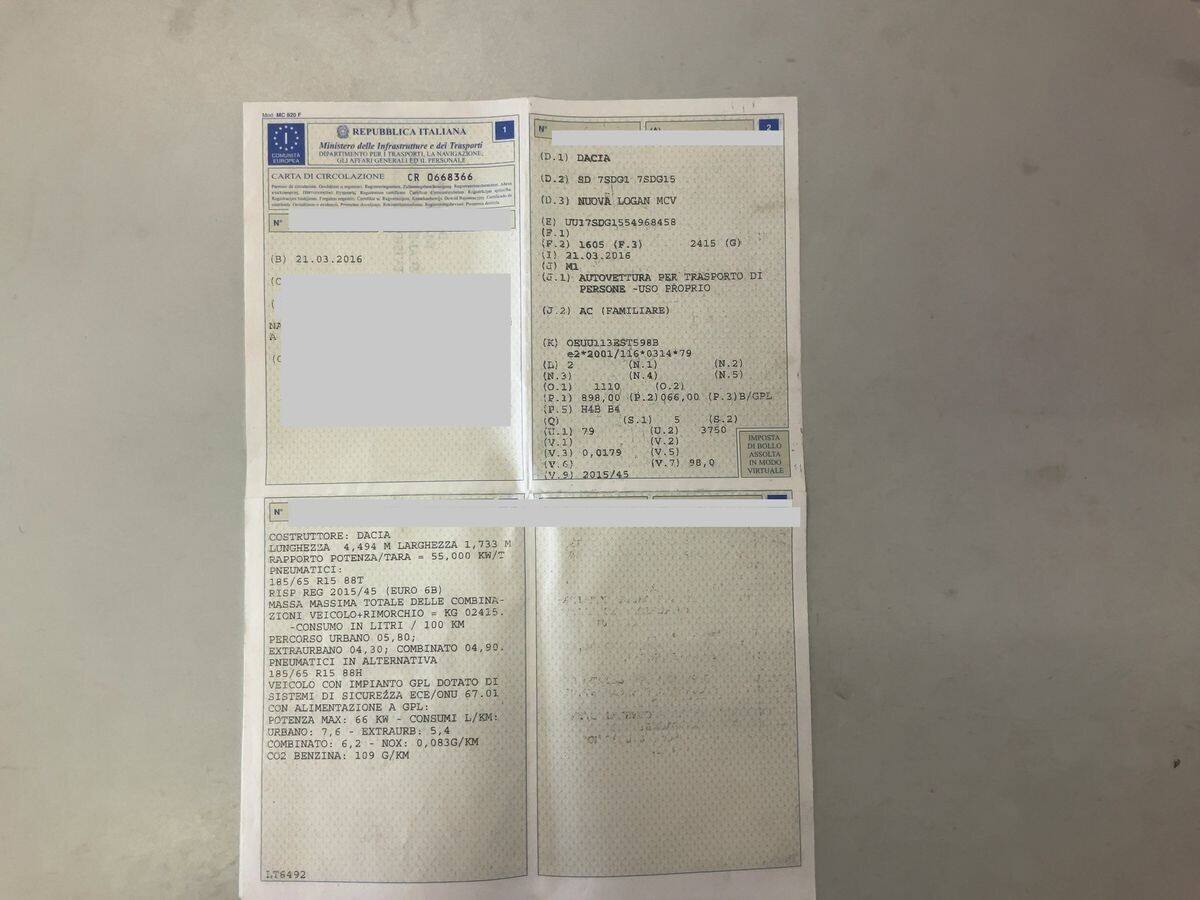 Mod. MC 820 F
COMUNITÀ EUROPEA
I
REPUBBLICA ITALIANA
Ministero delle Infrastrutture e dei Trasporti
DIPARTIMENTO PER I TRASPORTI, LA NAVIGAZIONE,
GLI AFFARI GENERALI ED IL PERSONALE
1
CARTA DI CIRCOLAZIONE CR 0668366
N°
(B) 21.03.2016
(C
(
NA
A
(C
N° (A) 2
(D.1) DACIA
(D.2) SD 7SDG1 7SDG15
(D.3) NUOVA LOGAN MCV
(E) UU17SDG1554968458
(F.1)
(F.2) 1605 (F.3) 2415 (G)
(I) 21.03.2016
(J) M1
(J.1) AUTOVETTURA PER TRASPORTO DI
PERSONE -USO PROPRIO
(J.2) AC (FAMILIARE)
(K) OEUU113EST598B
e2*2001/116*0314*79
(L) 2 (N.1) (N.2)
(N.3) (N.4) (N.5)
(O.1) 1110 (O.2)
(P.1) 898,00 (P.2)066,00 (P.3)B/GPL
(P.5) H4B B4
(Q) (S.1) 5 (S.2)
(U.1) 79 (U.2) 3750
(V.1) (V.2)
(V.3) 0,0179 (V.5)
(V.6) (V.7) 98,0
(V.9) 2015/45
IMPOSTA
DI BOLLO
ASSOLTA
IN MODO
VIRTUALE
N°
COSTRUTTORE: DACIA
LUNGHEZZA 4,494 M LARGHEZZA 1,733 M
RAPPORTO POTENZA/TARA = 55,000 KW/T
PNEUMATICI:
185/65 R15 88T
RISP REG 2015/45 (EURO 6B)
MASSA MASSIMA TOTALE DELLE COMBINA-
ZIONI VEICOLO+RIMORCHIO = KG 02415.
-CONSUMO IN LITRI / 100 KM
PERCORSO URBANO 05,80;
EXTRAURBANO 04,30; COMBINATO 04,90.
PNEUMATICI IN ALTERNATIVA
185/65 R15 88H
VEICOLO CON IMPIANTO GPL DOTATO DI
SISTEMI DI SICUREZZA ECE/ONU 67.01
CON ALIMENTAZIONE A GPL:
POTENZA MAX: 66 KW - CONSUMI L/KM:
URBANO: 7,6 - EXTRAURB: 5,4
COMBINATO: 6,2 - NOX: 0,083G/KM
CO2 BENZINA: 109 G/KM
LT6492